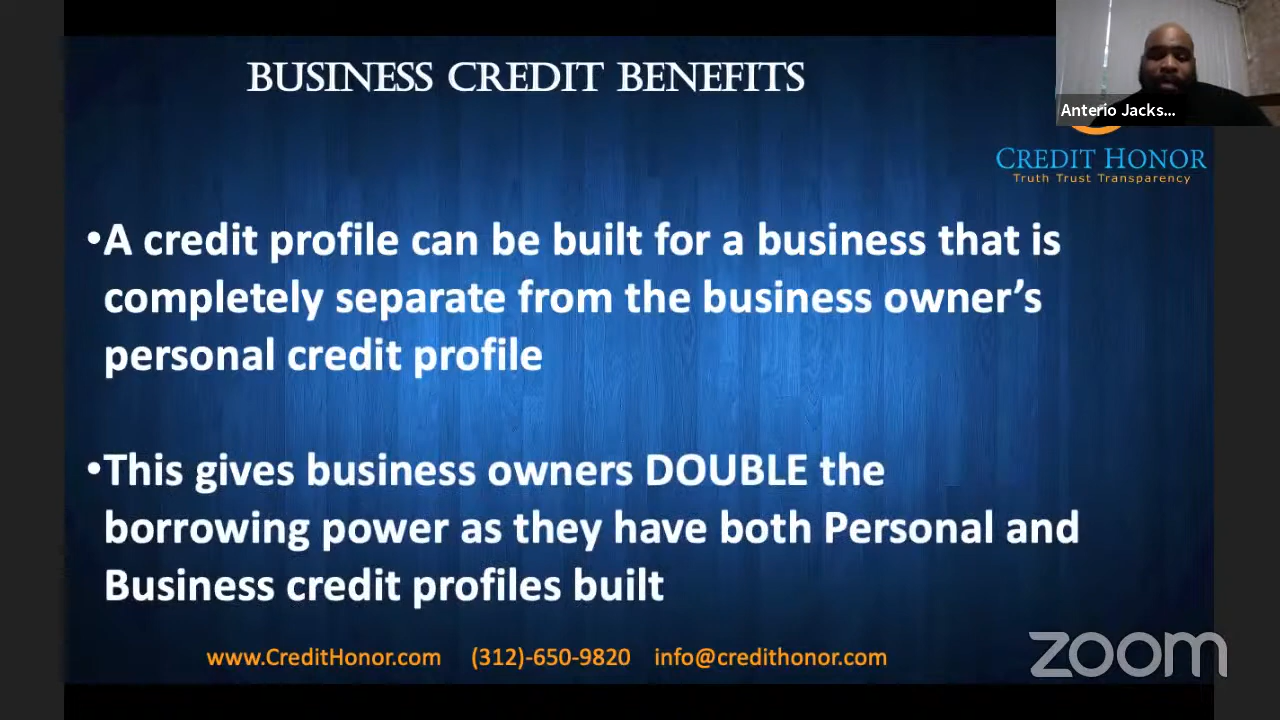 BUSINESS CREDIT BENEFITS
Anterio Jacks...
CREDIT HONOR
Truth Trust Transparency
•A credit profile can be built for a business that is
completely separate from the business owner’s
personal credit profile
•This gives business owners DOUBLE the
borrowing power as they have both Personal and
Business credit profiles built
www.CreditHonor.com (312)-650-9820 info@credithonor.com
zoom